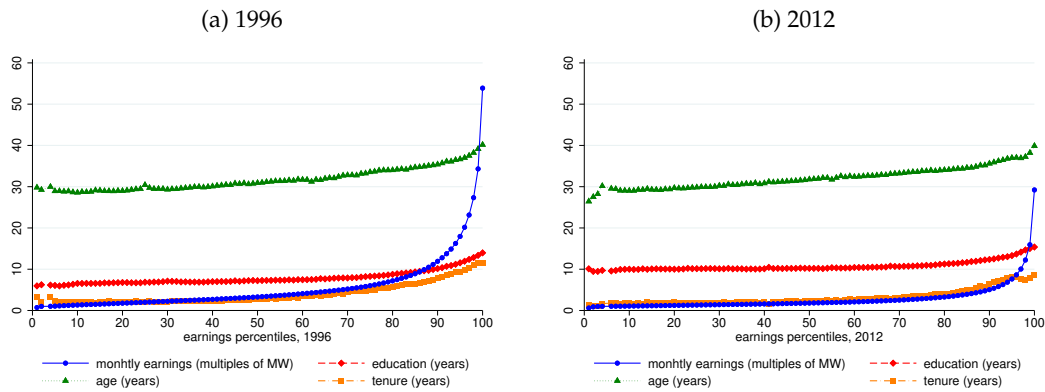 (a) 1996
60
50
40
30
20
10
0
0 10 20 30 40 50 60 70 80 90 100
earnings percentiles, 1996
monhtly earnings (multiples of MW) education (years)
age (years) tenure (years)
(b) 2012
60
50
40
30
20
10
0
0 10 20 30 40 50 60 70 80 90 100
earnings percentiles, 2012
monhtly earnings (multiples of MW) education (years)
age (years) tenure (years)